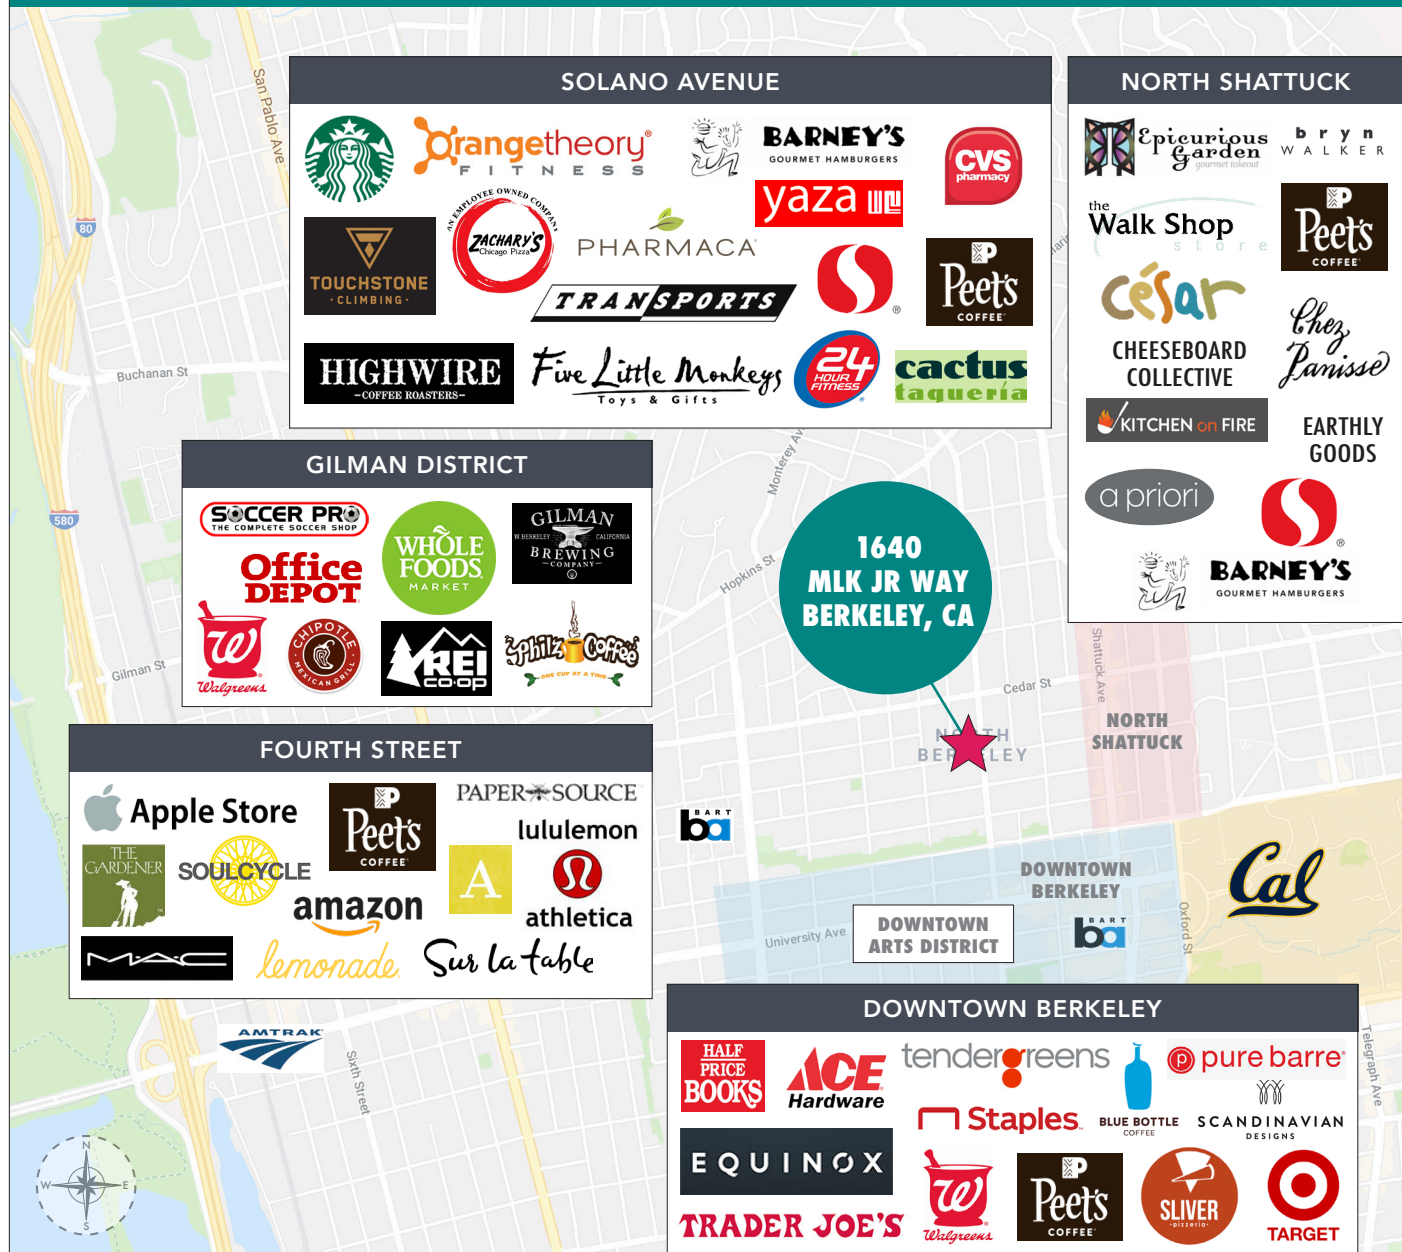 SOLANO AVENUE
Orangetheory®
FITNESS
BARNEY'S
GOURMET HAMBURGERS
CVS
pharmacy
yaza
TOUCHSTONE
·CLIMBING·
AN EMPLOYEE OWNED COMPANY
ZACHARY'S
Chicago Pizza
PHARMACA
TRANSPORTS
®
Peet's
COFFEE
HIGHWIRE
–COFFEE ROASTERS–
Five Little Monkeys
Toys & Gifts
24
HOUR
FITNESS
cactus
taquería
NORTH SHATTUCK
Epicurious
Garden
gourmet takeout
bryn
WALKER
the
Walk Shop
store
Peet's
COFFEE
césar
CHEESEBOARD
COLLECTIVE
Chez
Panisse
KITCHEN on FIRE
EARTHLY
GOODS
a priori
®
BARNEY'S
GOURMET HAMBURGERS
GILMAN DISTRICT
SOCCER PRO
THE COMPLETE SOCCER SHOP
Office
DEPOT
WHÔLE
FOODS
MARKET
GILMAN
W. BERKELEY CALIFORNIA
BREWING
–COMPANY–
W
Walgreens
CHIPOTLE
MEXICAN GRILL
REI
CO·OP
Philz Coffee
ONE CUP AT A TIME
FOURTH STREET
Apple Store
Peet's
COFFEE
PAPER SOURCE
THE
GARDENER
SOULCYCLE
A
lululemon
athletica
amazon
MAC
lemonade
Sur la table
DOWNTOWN BERKELEY
HALF
PRICE
BOOKS
ACE
Hardware
tendergreens
BLUE BOTTLE
COFFEE
p pure barre
Staples
SCANDINAVIAN
DESIGNS
EQUINOX
TRADER JOE'S
W
Walgreens
Peet's
COFFEE
SLIVER
·pizzeria·
TARGET
1640
MLK JR WAY
BERKELEY, CA
NORTH
SHATTUCK
DOWNTOWN
BERKELEY
DOWNTOWN
ARTS DISTRICT
BART
ba
BART
ba
Cal
AMTRAK
San Pablo Ave
80
580
Buchanan St
Gilman St
Monterey Av
Hopkins St
Cedar St
Shattuck Ave
University Ave
Oxford St
Telegraph Ave
Sixth Street
N
W
E
S